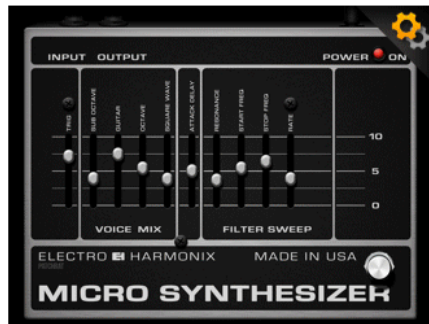 INPUT OUTPUT POWER ON
TRIG
SUB OCTAVE
GUITAR
OCTAVE
SQUARE WAVE
ATTACK DELAY
RESONANCE
START FREQ
STOP FREQ
RATE
10
5
0
VOICE MIX FILTER SWEEP
ELECTRO EH HARMONIX MADE IN USA
MICRO SYNTHESIZER